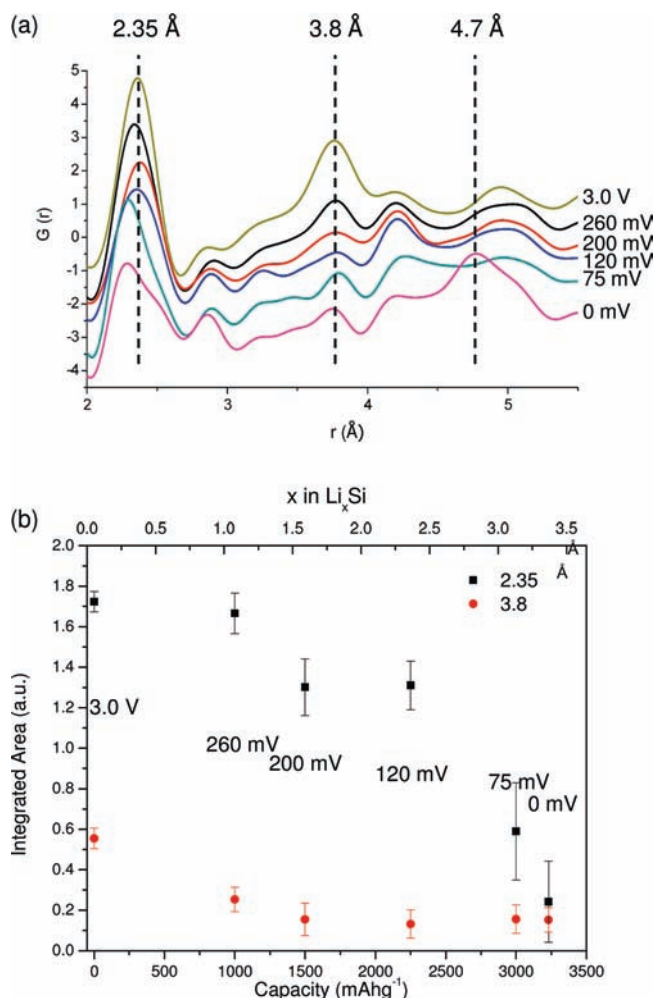 (a)
2.35 Å 3.8 Å 4.7 Å
5
4
3
2
1
0
-1
-2
-3
-4
G (r)
3.0 V
260 mV
200 mV
120 mV
75 mV
0 mV
2 3 4 5
r (Å)
(b)
x in LiₓSi
0.0 0.5 1.0 1.5 2.0 2.5 3.0 3.5
Å
Å
2.0
1.8
1.6
1.4
1.2
1.0
0.8
0.6
0.4
0.2
0.0
Integrated Area (a.u.)
2.35
3.8
3.0 V
260 mV
200 mV
120 mV
75 mV
0 mV
0 500 1000 1500 2000 2500 3000 3500
Capacity (mAhg⁻¹)